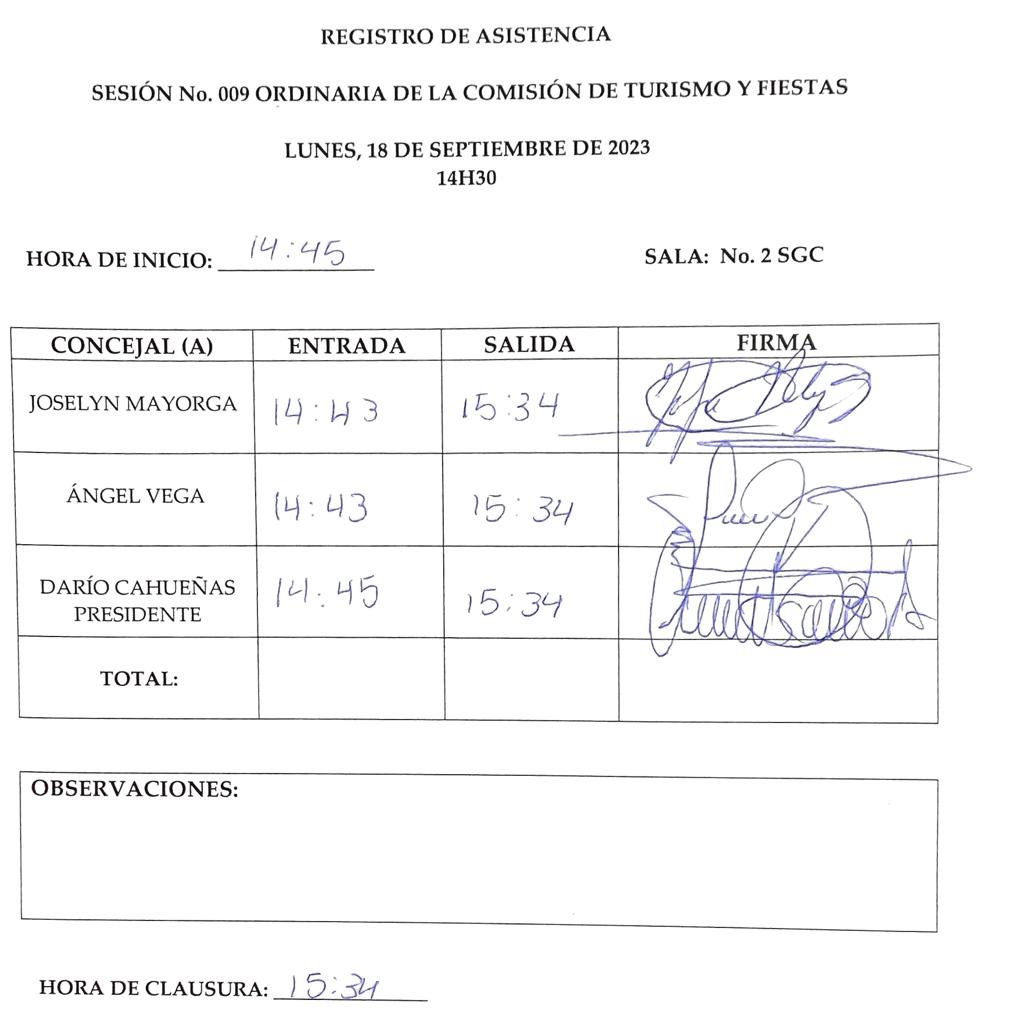 REGISTRO DE ASISTENCIA
SESIÓN No. 009 ORDINARIA DE LA COMISIÓN DE TURISMO Y FIESTAS
LUNES, 18 DE SEPTIEMBRE DE 2023
14H30
HORA DE INICIO: 14:45 SALA: No. 2 SGC
CONCEJAL (A) ENTRADA SALIDA FIRMA
JOSELYN MAYORGA 14:43 15:34
ÁNGEL VEGA 14:43 15:34
DARÍO CAHUEÑAS
PRESIDENTE 14:45 15:34
TOTAL:
OBSERVACIONES:
HORA DE CLAUSURA: 15:34